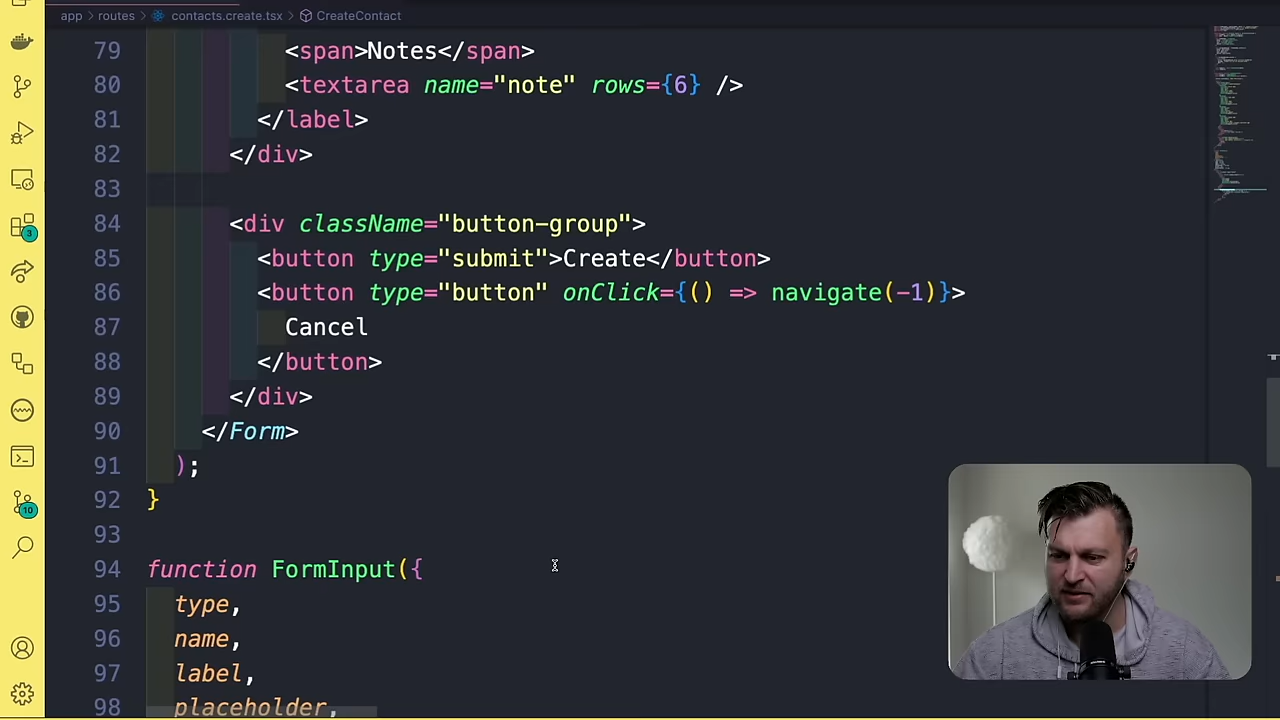 app > routes > contacts.create.tsx > CreateContact
79 <span>Notes</span>
80 <textarea name="note" rows={6} />
81 </label>
82 </div>
83
84 <div className="button-group">
85 <button type="submit">Create</button>
86 <button type="button" onClick={() => navigate(-1)}>
87 Cancel
88 </button>
89 </div>
90 </Form>
91 );
92 }
93
94 function FormInput({
95 type,
96 name,
97 label,
98 placeholder,
3
10